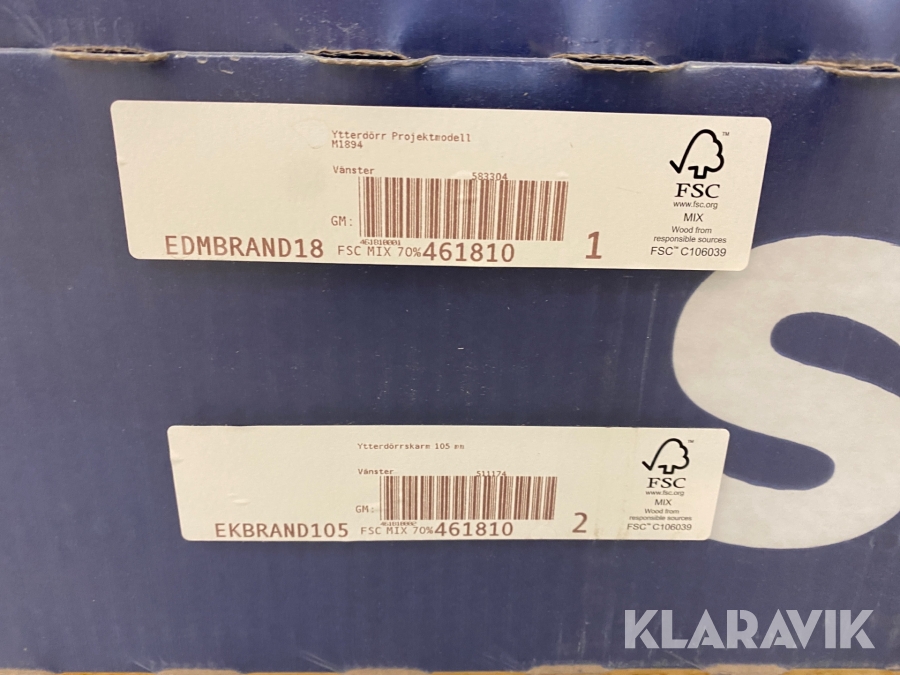 Ytterdörr Projektmodell
M1894
Vänster 583304
GM:
EDMBRAND18 FSC MIX 70% 461810 1
FSC
www.fsc.org
MIX
Wood from
responsible sources
FSC™ C106039
Ytterdörrskarm 105 mm
Vänster 511174
GM:
EKBRAND105 FSC MIX 70% 461810 2
FSC
www.fsc.org
MIX
Wood from
responsible sources
FSC™ C106039
S
KLARAVIK